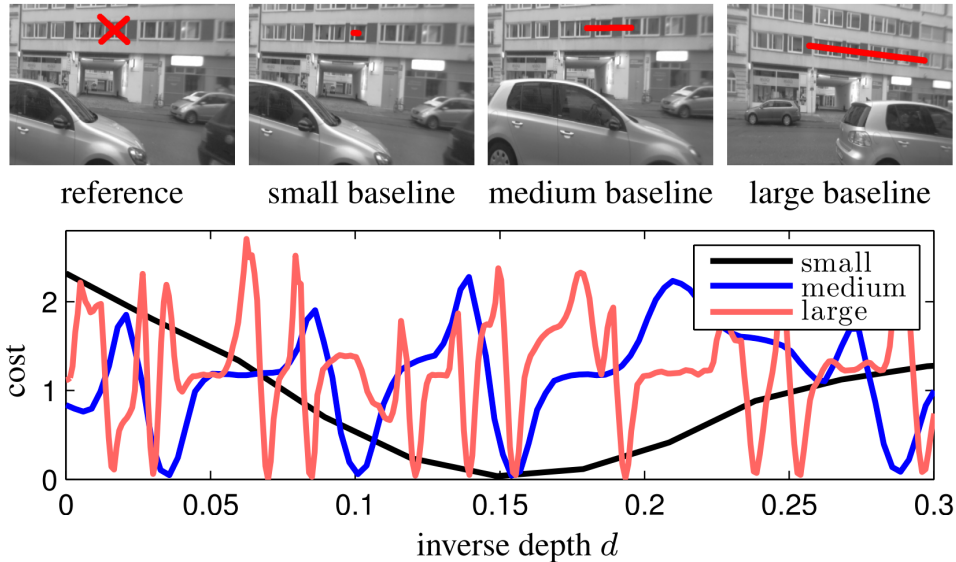 reference
small baseline
medium baseline
large baseline
cost
2
1
0
small
medium
large
0
0.05
0.1
0.15
0.2
0.25
0.3
inverse depth d